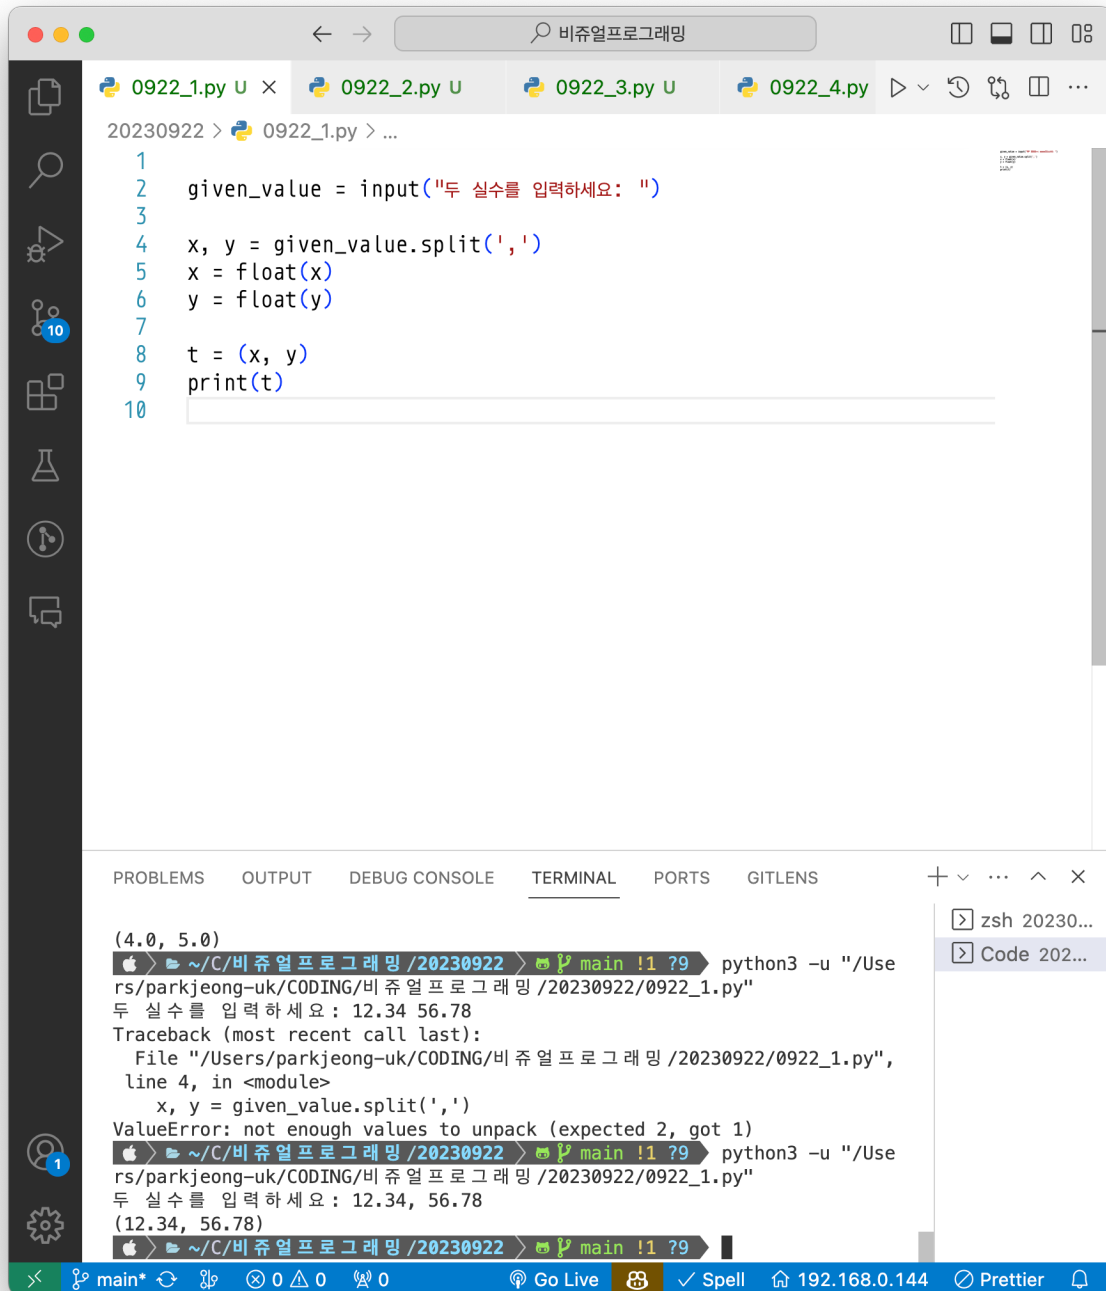 비쥬얼프로그래밍
0922_1.py U
0922_2.py U
0922_3.py U
0922_4.py
20230922 > 0922_1.py > ...
1
2 given_value = input("두 실수를 입력하세요: ")
3
4 x, y = given_value.split(',')
5 x = float(x)
6 y = float(y)
7
8 t = (x, y)
9 print(t)
10
10
PROBLEMS OUTPUT DEBUG CONSOLE TERMINAL PORTS GITLENS
zsh 20230...
Code 202...
(4.0, 5.0)
~/C/비쥬얼프로그래밍/20230922 main !1 ?9 python3 -u "/Use
rs/parkjeong-uk/CODING/비쥬얼프로그래밍/20230922/0922_1.py"
두 실수를 입력하세요: 12.34 56.78
Traceback (most recent call last):
File "/Users/parkjeong-uk/CODING/비쥬얼프로그래밍/20230922/0922_1.py",
line 4, in <module>
x, y = given_value.split(',')
ValueError: not enough values to unpack (expected 2, got 1)
~/C/비쥬얼프로그래밍/20230922 main !1 ?9 python3 -u "/Use
rs/parkjeong-uk/CODING/비쥬얼프로그래밍/20230922/0922_1.py"
두 실수를 입력하세요: 12.34, 56.78
(12.34, 56.78)
~/C/비쥬얼프로그래밍/20230922 main !1 ?9
1
main* 0 0 0 Go Live Spell 192.168.0.144 Prettier